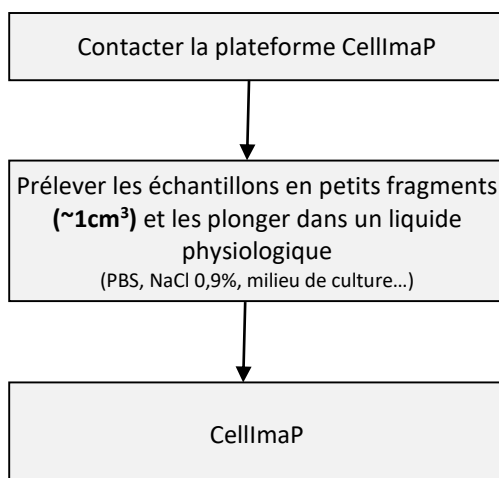 Contacter la plateforme CellImaP
Prélever les échantillons en petits fragments
(~1cm³) et les plonger dans un liquide
physiologique
(PBS, NaCl 0,9%, milieu de culture…)
CellImaP